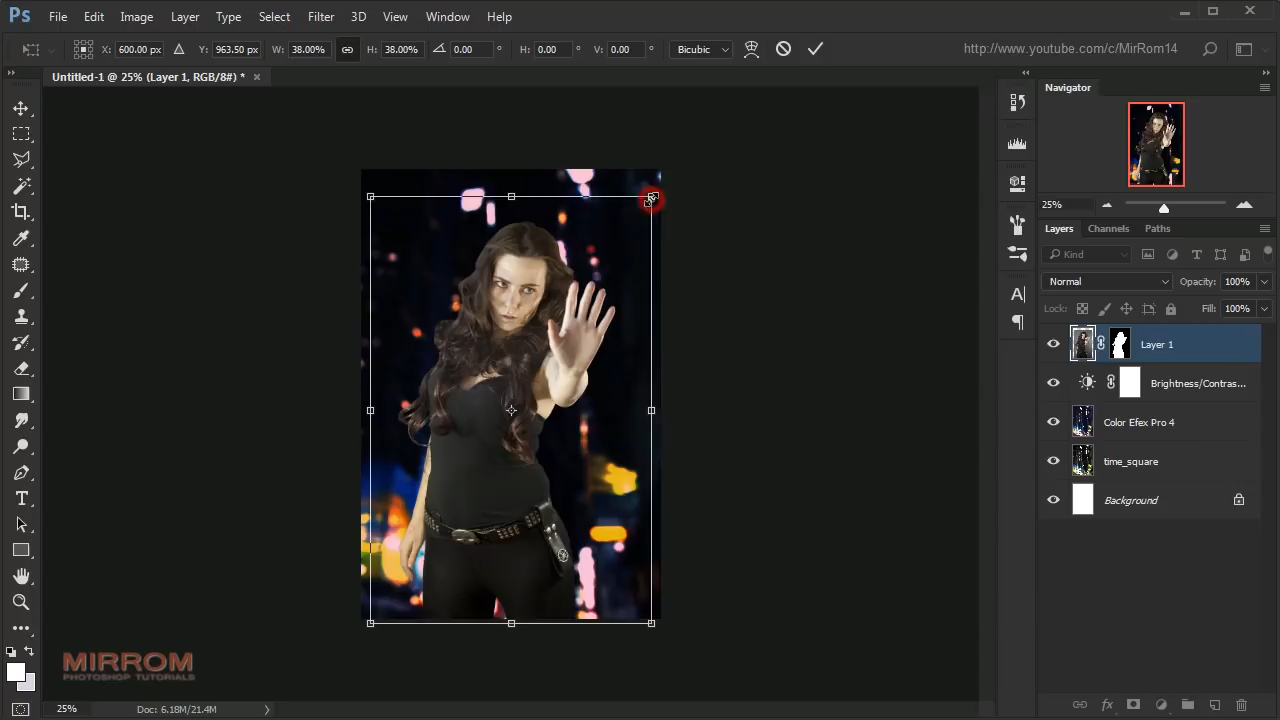 Ps File Edit Image Layer Type Select Filter 3D View Window Help
X: 600.00 px Y: 963.50 px W: 38.00% H: 38.00% 0.00 ° H: 0.00 ° V: 0.00 ° Bicubic http://www.youtube.com/c/MirRom14
Untitled-1 @ 25% (Layer 1, RGB/8#) * ×
Navigator
25%
Layers Channels Paths
Kind
Normal Opacity: 100%
Lock: Fill: 100%
Layer 1
Brightness/Contras...
Color Efex Pro 4
time_square
Background
MIRROM
PHOTOSHOP TUTORIALS
25% Doc: 6.18M/21.4M